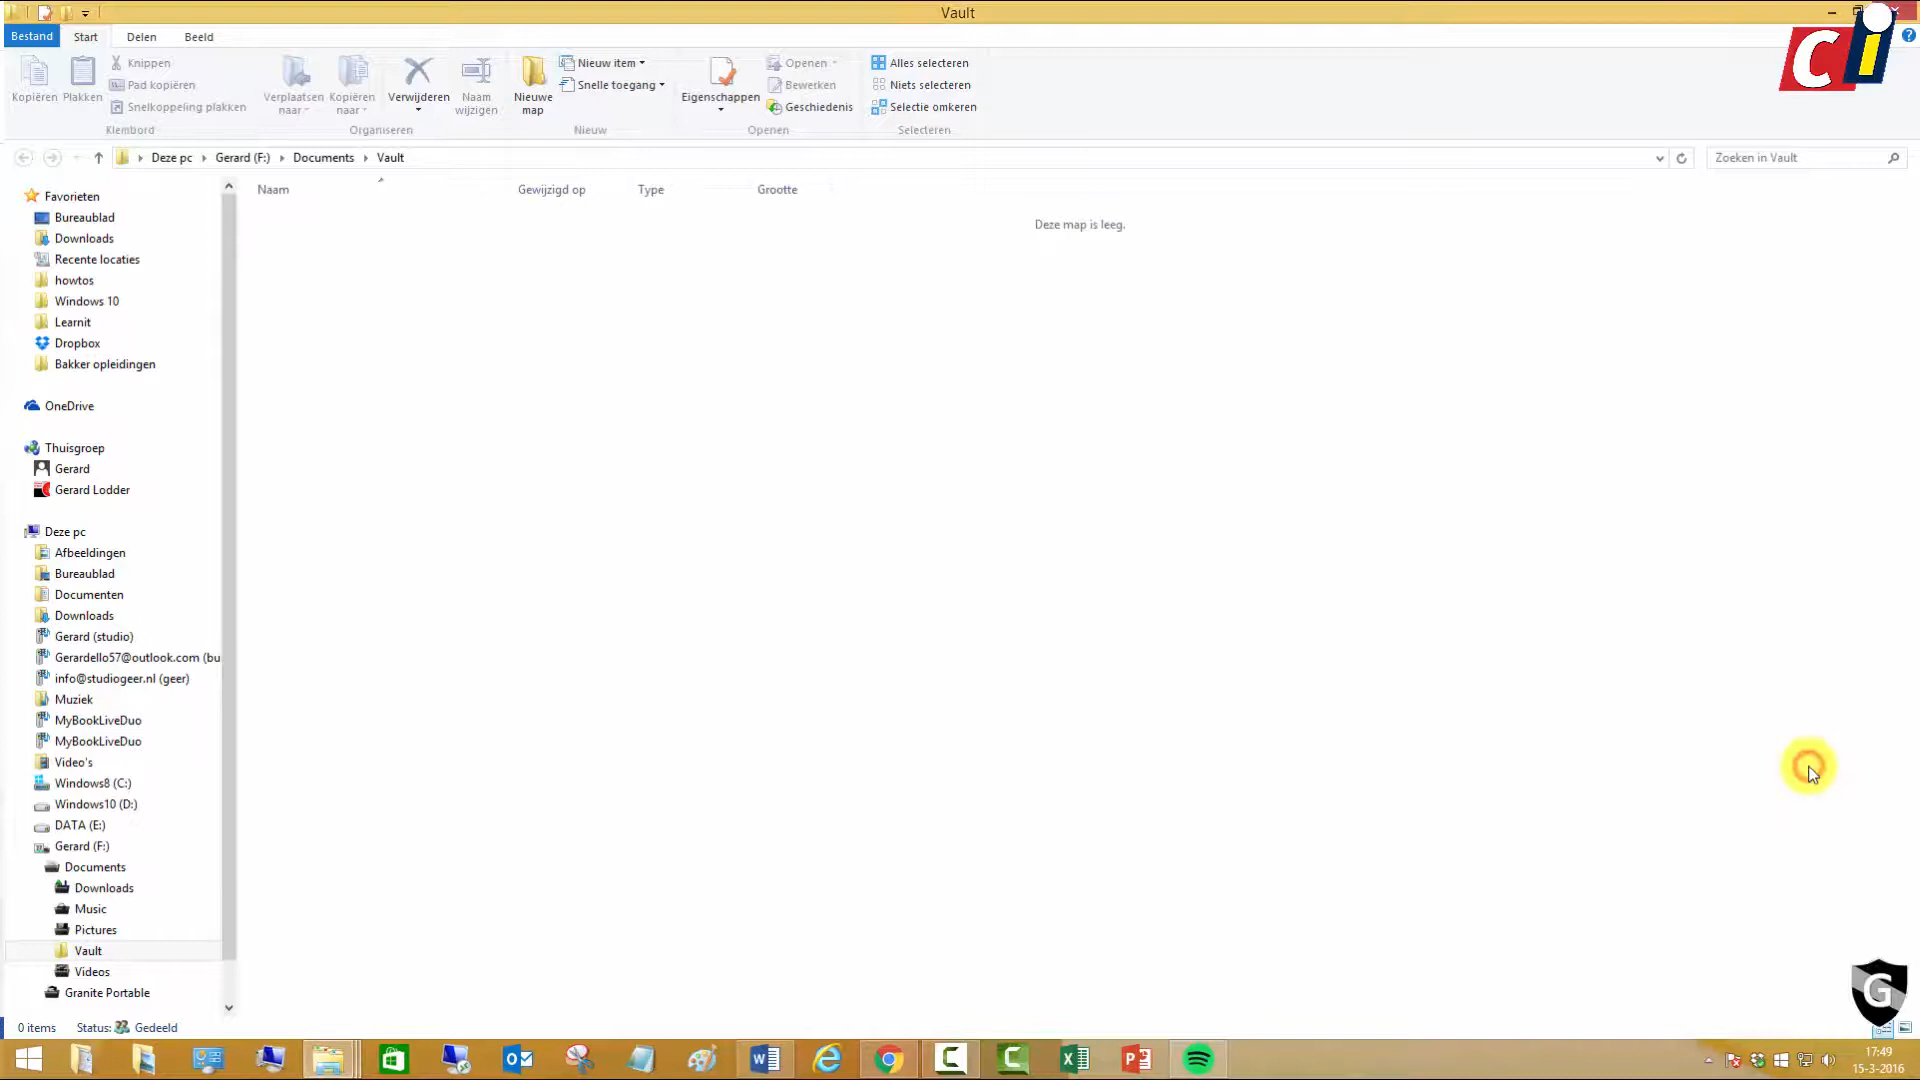 Vault
Bestand Start Delen Beeld
Kopiëren Plakken Knippen Pad kopiëren Snelkoppeling plakken
Klembord
Verplaatsen naar Kopiëren naar Verwijderen Naam wijzigen
Organiseren
Nieuwe map Nieuw item Snelle toegang
Nieuw
Eigenschappen Openen Bewerken Geschiedenis
Openen
Alles selecteren Niets selecteren Selectie omkeren
Selecteren
Ci
Deze pc Gerard (F:) Documents Vault
Zoeken in Vault
Naam Gewijzigd op Type Grootte
Deze map is leeg.
Favorieten
Bureaublad
Downloads
Recente locaties
howtos
Windows 10
Learnit
Dropbox
Bakker opleidingen
OneDrive
Thuisgroep
Gerard
Gerard Lodder
Deze pc
Afbeeldingen
Bureaublad
Documenten
Downloads
Gerard (studio)
Gerardello57@outlook.com (bu
info@studiogeer.nl (geer)
Muziek
MyBookLiveDuo
MyBookLiveDuo
Video's
Windows8 (C:)
Windows10 (D:)
DATA (E:)
Gerard (F:)
Documents
Downloads
Music
Pictures
Vault
Videos
Granite Portable
G
0 items Status: Gedeeld
17:49
15-3-2016